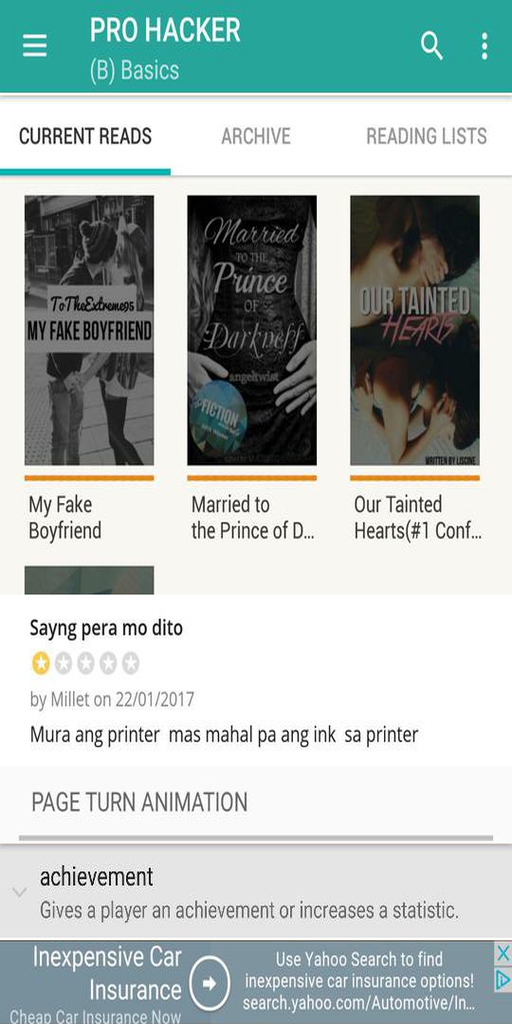 PRO HACKER
(B) Basics
CURRENT READS
ARCHIVE
READING LISTS
ToTheExtreme95
MY FAKE BOYFRIEND
Married
TO THE
Prince
OF
Darkness
angeltwist
FICTION
OUR TAINTED
HEARTS
WRITTEN BY LISCINE
My Fake
Boyfriend
Married to
the Prince of D...
Our Tainted
Hearts(#1 Conf...
Sayng pera mo dito
by Millet on 22/01/2017
Mura ang printer mas mahal pa ang ink sa printer
PAGE TURN ANIMATION
achievement
Gives a player an achievement or increases a statistic.
Inexpensive Car
Insurance
Cheap Car Insurance Now
Use Yahoo Search to find
inexpensive car insurance options!
search.yahoo.com/Automotive/In...